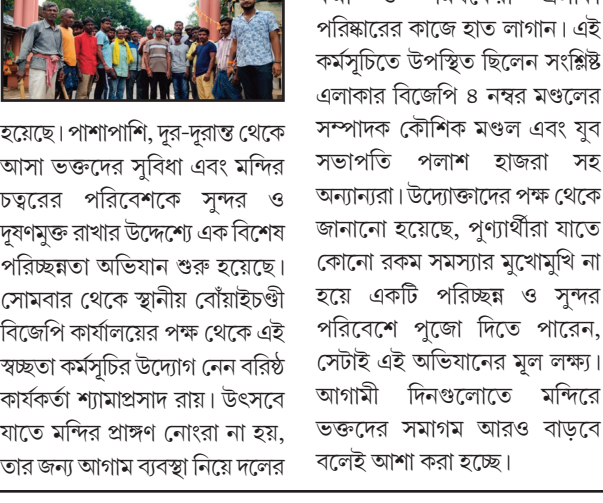 হয়েছে। পাশাপাশি, দূর-দূরান্ত থেকে
আসা ভক্তদের সুবিধা এবং মন্দির
চত্বরের পরিবেশকে সুন্দর ও
দূষণমুক্ত রাখার উদ্দেশ্যে এক বিশেষ
পরিচ্ছন্নতা অভিযান শুরু হয়েছে।
সোমবার থেকে স্থানীয় বোঁয়াইচণ্ডী
বিজেপি কার্যালয়ের পক্ষ থেকে এই
স্বচ্ছতা কর্মসূচির উদ্যোগ নেন বরিষ্ঠ
কার্যকর্তা শ্যামাপ্রসাদ রায়। উৎসবে
যাতে মন্দির প্রাঙ্গণ নোংরা না হয়,
তার জন্য আগাম ব্যবস্থা নিয়ে দলের
পরিষ্কারের কাজে হাত লাগান। এই
কর্মসূচিতে উপস্থিত ছিলেন সংশ্লিষ্ট
এলাকার বিজেপি ৪ নম্বর মণ্ডলের
সম্পাদক কৌশিক মণ্ডল এবং যুব
সভাপতি পলাশ হাজরা সহ
অন্যান্যরা। উদ্যোক্তাদের পক্ষ থেকে
জানানো হয়েছে, পুণ্যার্থীরা যাতে
কোনো রকম সমস্যার মুখোমুখি না
হয়ে একটি পরিচ্ছন্ন ও সুন্দর
পরিবেশে পুজো দিতে পারেন,
সেটাই এই অভিযানের মূল লক্ষ্য।
আগামী দিনগুলোতে মন্দিরে
ভক্তদের সমাগম আরও বাড়বে
বলেই আশা করা হচ্ছে।